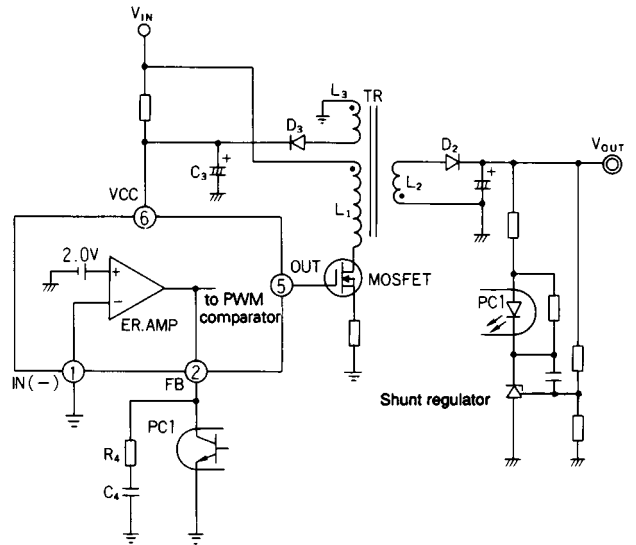 VIN
L3
TR
D3
C3
+
VOUT
D2
+
L2
L1
VCC
6
2.0V
+
−
ER.AMP
to PWM
comparator
OUT
5
MOSFET
PC1
IN(−)
1
2
FB
Shunt regulator
PC1
R4
C4